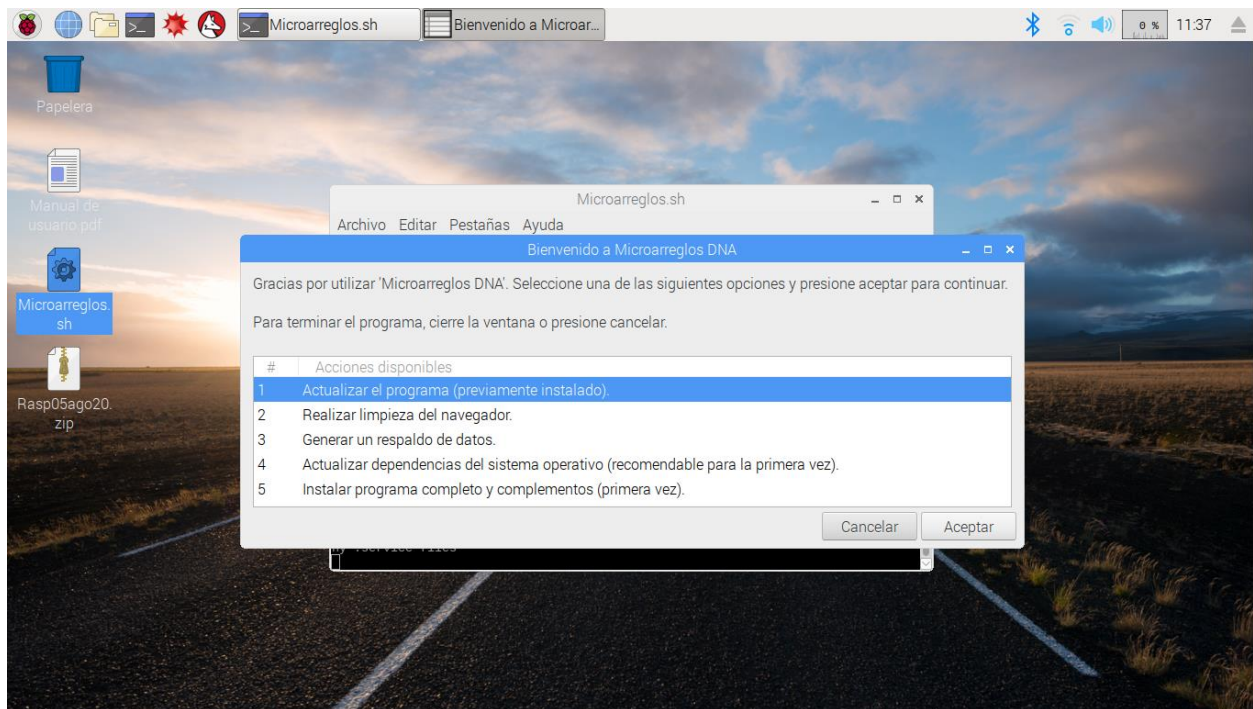 Microarreglos.sh
Bienvenido a Microar...
0 %
11:37
Papelera
Manual de
usuario.pdf
Microarreglos.
sh
Rasp05ago20.
zip
Microarreglos.sh
Archivo Editar Pestañas Ayuda
Bienvenido a Microarreglos DNA
Gracias por utilizar 'Microarreglos DNA'. Seleccione una de las siguientes opciones y presione aceptar para continuar.
Para terminar el programa, cierre la ventana o presione cancelar.
# Acciones disponibles
1 Actualizar el programa (previamente instalado).
2 Realizar limpieza del navegador.
3 Generar un respaldo de datos.
4 Actualizar dependencias del sistema operativo (recomendable para la primera vez).
5 Instalar programa completo y complementos (primera vez).
Cancelar Aceptar
.service files